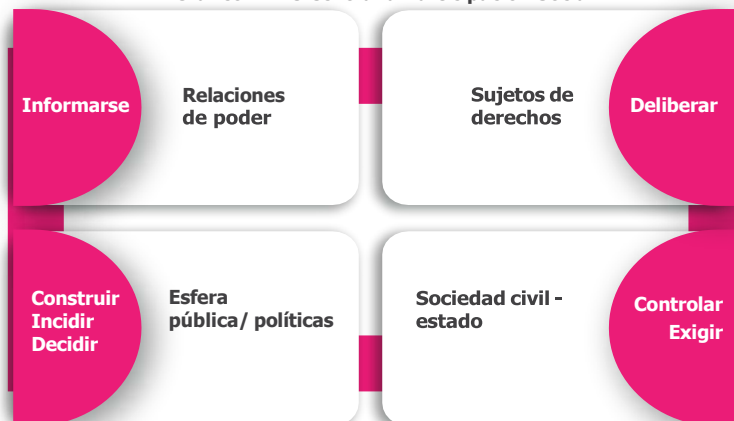 Informarse
Relaciones
de poder
Sujetos de
derechos
Deliberar
Construir
Incidir
Decidir
Esfera
pública/ políticas
Sociedad civil -
estado
Controlar
Exigir